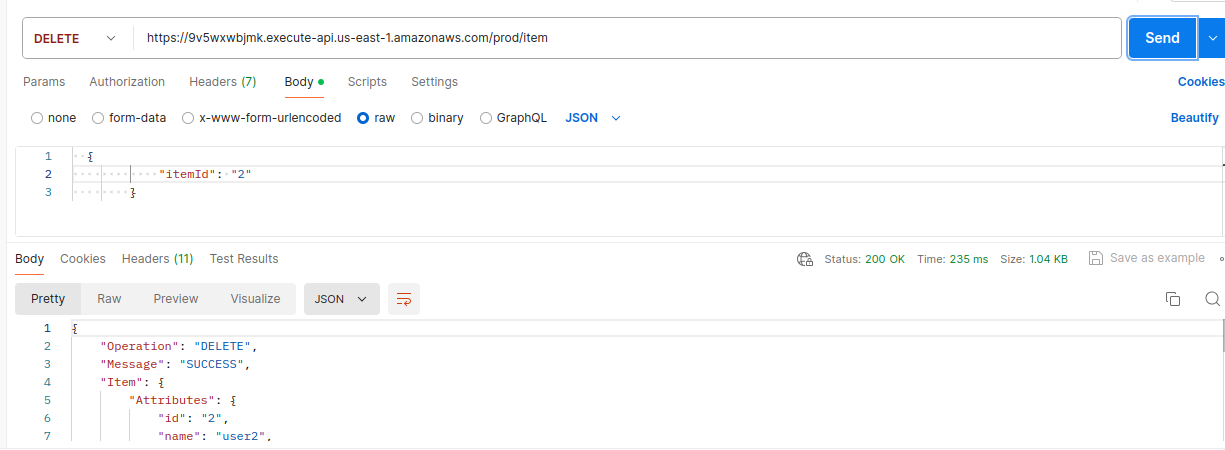 DELETE https://9v5wxwbjmk.execute-api.us-east-1.amazonaws.com/prod/item Send
Params Authorization Headers (7) Body Scripts Settings Cookies
none form-data x-www-form-urlencoded raw binary GraphQL JSON Beautify
1 {
2 "itemId": "2"
3 }
Body Cookies Headers (11) Test Results Status: 200 OK Time: 235 ms Size: 1.04 KB Save as example
Pretty Raw Preview Visualize JSON
1 {
2 "Operation": "DELETE",
3 "Message": "SUCCESS",
4 "Item": {
5 "Attributes": {
6 "id": "2",
7 "name": "user2",